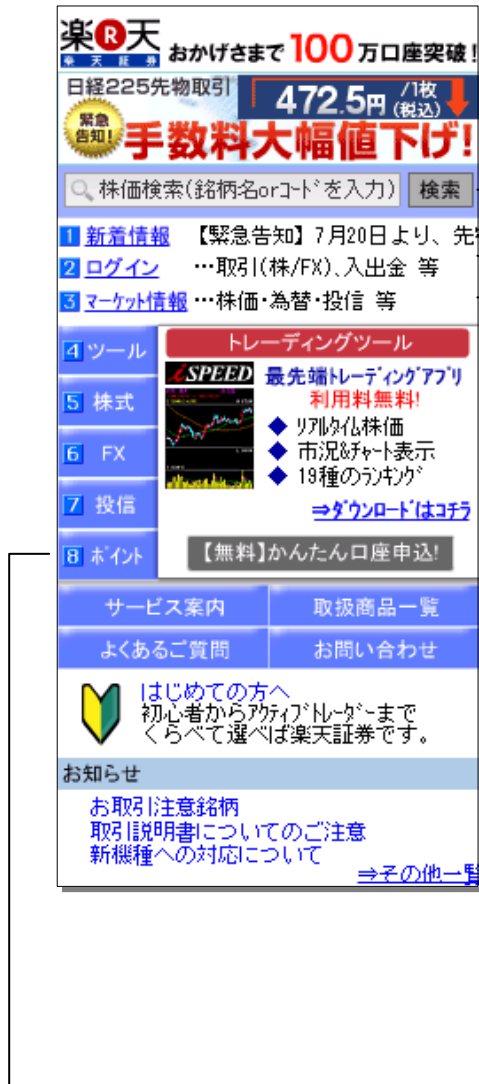 楽R天
楽天証券
おかげさまで100万口座突破!
日経225先物取引
472.5円 /1枚 (税込)
緊急告知!
手数料大幅値下げ!
株価検索(銘柄名orｺｰﾄﾞを入力) 検索
1 新着情報 【緊急告知】7月20日より、先
2 ログイン …取引(株/FX)、入出金 等
3 ﾏｰｹｯﾄ情報 …株価・為替・投信 等
4 ツール
5 株式
6 FX
7 投信
8 ﾎﾟｲﾝﾄ
トレーディングツール
iSPEED
最先端ﾄﾚｰﾃﾞｨﾝｸﾞｱﾌﾟﾘ
利用料無料!
◆ ﾘｱﾙﾀｲﾑ株価
◆ 市況&ﾁｬｰﾄ表示
◆ 19種のﾗﾝｷﾝｸﾞ
⇒ﾀﾞｳﾝﾛｰﾄﾞはｺﾁﾗ
【無料】かんたん口座申込!
サービス案内 取扱商品一覧
よくあるご質問 お問い合わせ
はじめての方へ
初心者からｱｸﾃｨﾌﾞﾄﾚｰﾀﾞｰまで
くらべて選べば楽天証券です。
お知らせ
お取引注意銘柄
取引説明書についてのご注意
新機種への対応について
⇒その他一覧